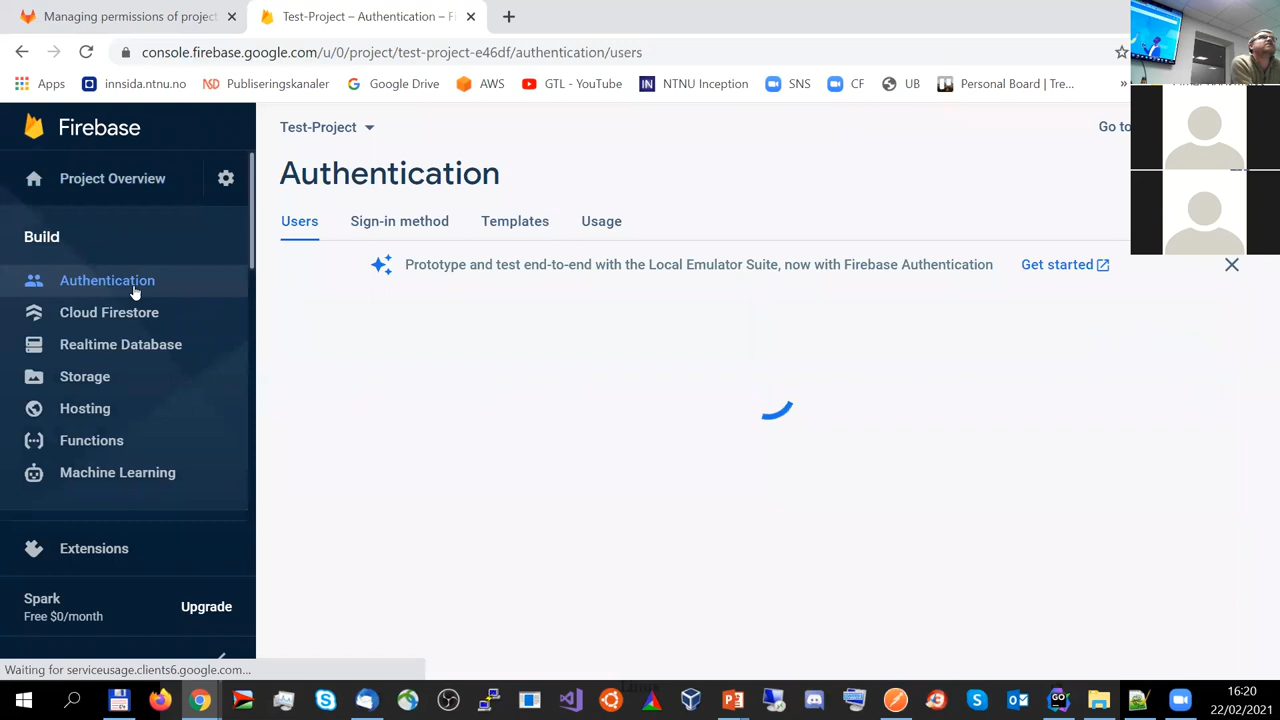 Managing permissions of project
Test-Project – Authentication – Fi
console.firebase.google.com/u/0/project/test-project-e46df/authentication/users
Apps
innsida.ntnu.no
Publiseringskanaler
Google Drive
AWS
GTL - YouTube
NTNU Inception
SNS
CF
UB
Personal Board | Tre...
Firebase
Project Overview
Build
Authentication
Cloud Firestore
Realtime Database
Storage
Hosting
Functions
Machine Learning
Extensions
Spark
Free $0/month
Upgrade
Test-Project
Go to
Authentication
Users
Sign-in method
Templates
Usage
Prototype and test end-to-end with the Local Emulator Suite, now with Firebase Authentication
Get started
Waiting for serviceusage.clients6.google.com...
16:20
22/02/2021